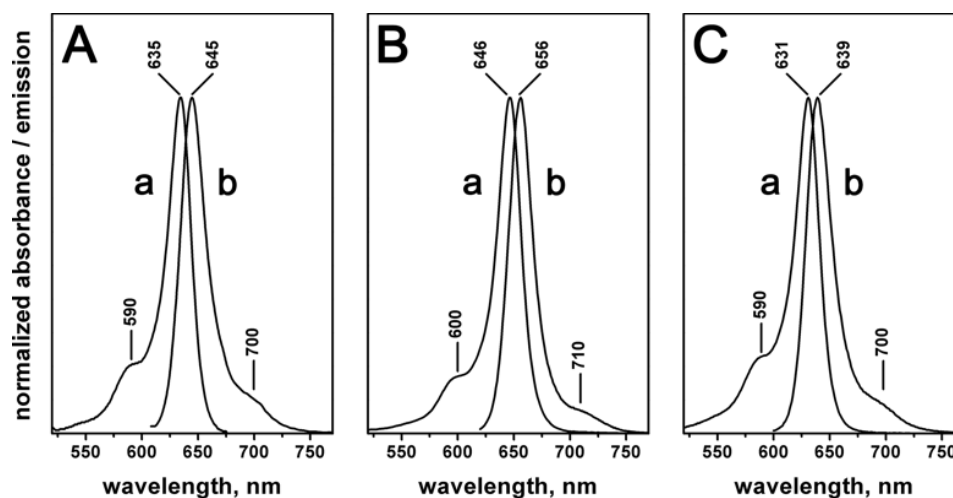 A
635
645
a
b
590
700
550 600 650 700 750
wavelength, nm
B
646
656
a
b
600
710
550 600 650 700 750
wavelength, nm
C
631
639
a
b
590
700
550 600 650 700 750
wavelength, nm
normalized absorbance / emission